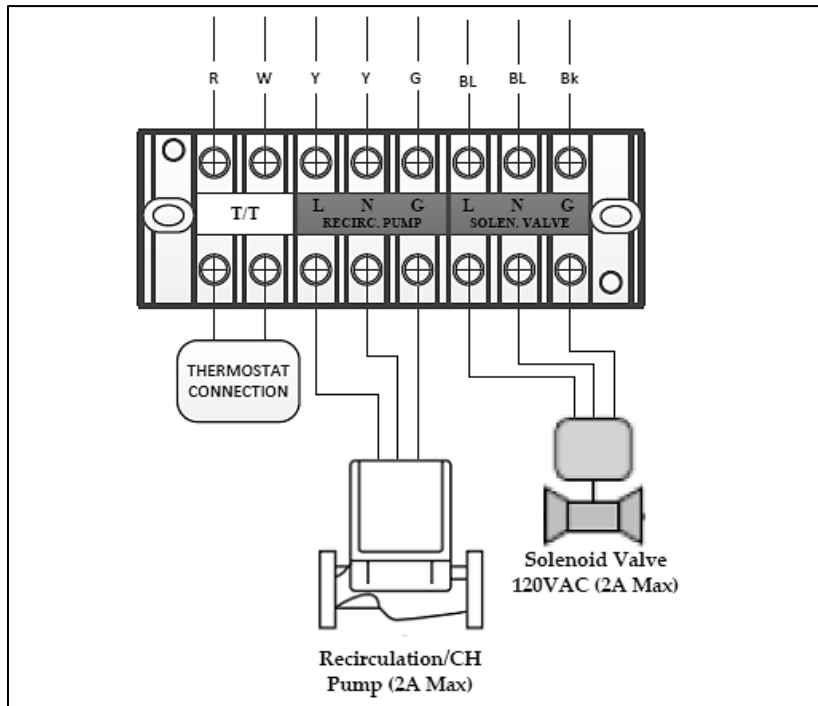 R W Y Y G BL BL Bk
T/T L N G L N G
RECIRC. PUMP SOLEN. VALVE
THERMOSTAT
CONNECTION
Solenoid Valve
120VAC (2A Max)
Recirculation/CH
Pump (2A Max)